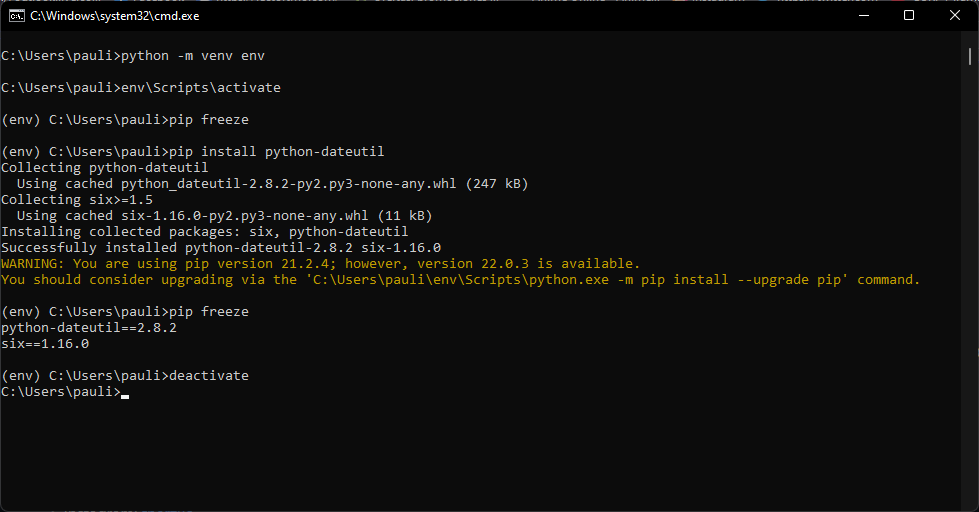 C:\Windows\system32\cmd.exe
C:\Users\pauli>python -m venv env
C:\Users\pauli>env\Scripts\activate
(env) C:\Users\pauli>pip freeze
(env) C:\Users\pauli>pip install python-dateutil
Collecting python-dateutil
  Using cached python_dateutil-2.8.2-py2.py3-none-any.whl (247 kB)
Collecting six>=1.5
  Using cached six-1.16.0-py2.py3-none-any.whl (11 kB)
Installing collected packages: six, python-dateutil
Successfully installed python-dateutil-2.8.2 six-1.16.0
WARNING: You are using pip version 21.2.4; however, version 22.0.3 is available.
You should consider upgrading via the 'C:\Users\pauli\env\Scripts\python.exe -m pip install --upgrade pip' command.
(env) C:\Users\pauli>pip freeze
python-dateutil==2.8.2
six==1.16.0
(env) C:\Users\pauli>deactivate
C:\Users\pauli>